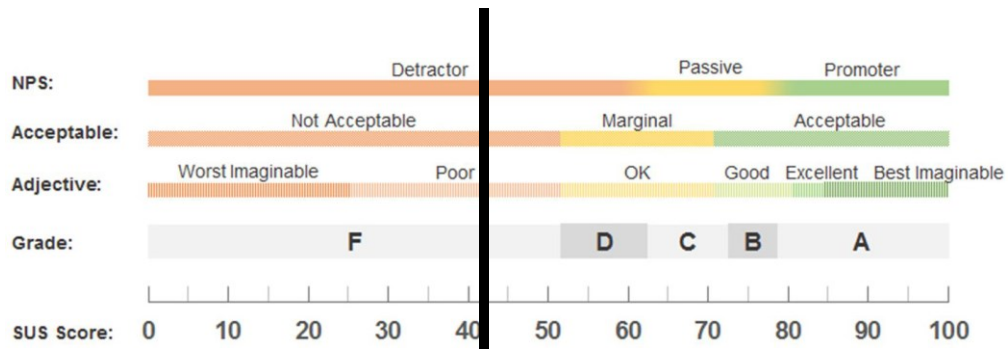 NPS: Detractor Passive Promoter
Acceptable: Not Acceptable Marginal Acceptable
Adjective: Worst Imaginable Poor OK Good Excellent Best Imaginable
Grade: F D C B A
SUS Score: 0 10 20 30 40 50 60 70 80 90 100